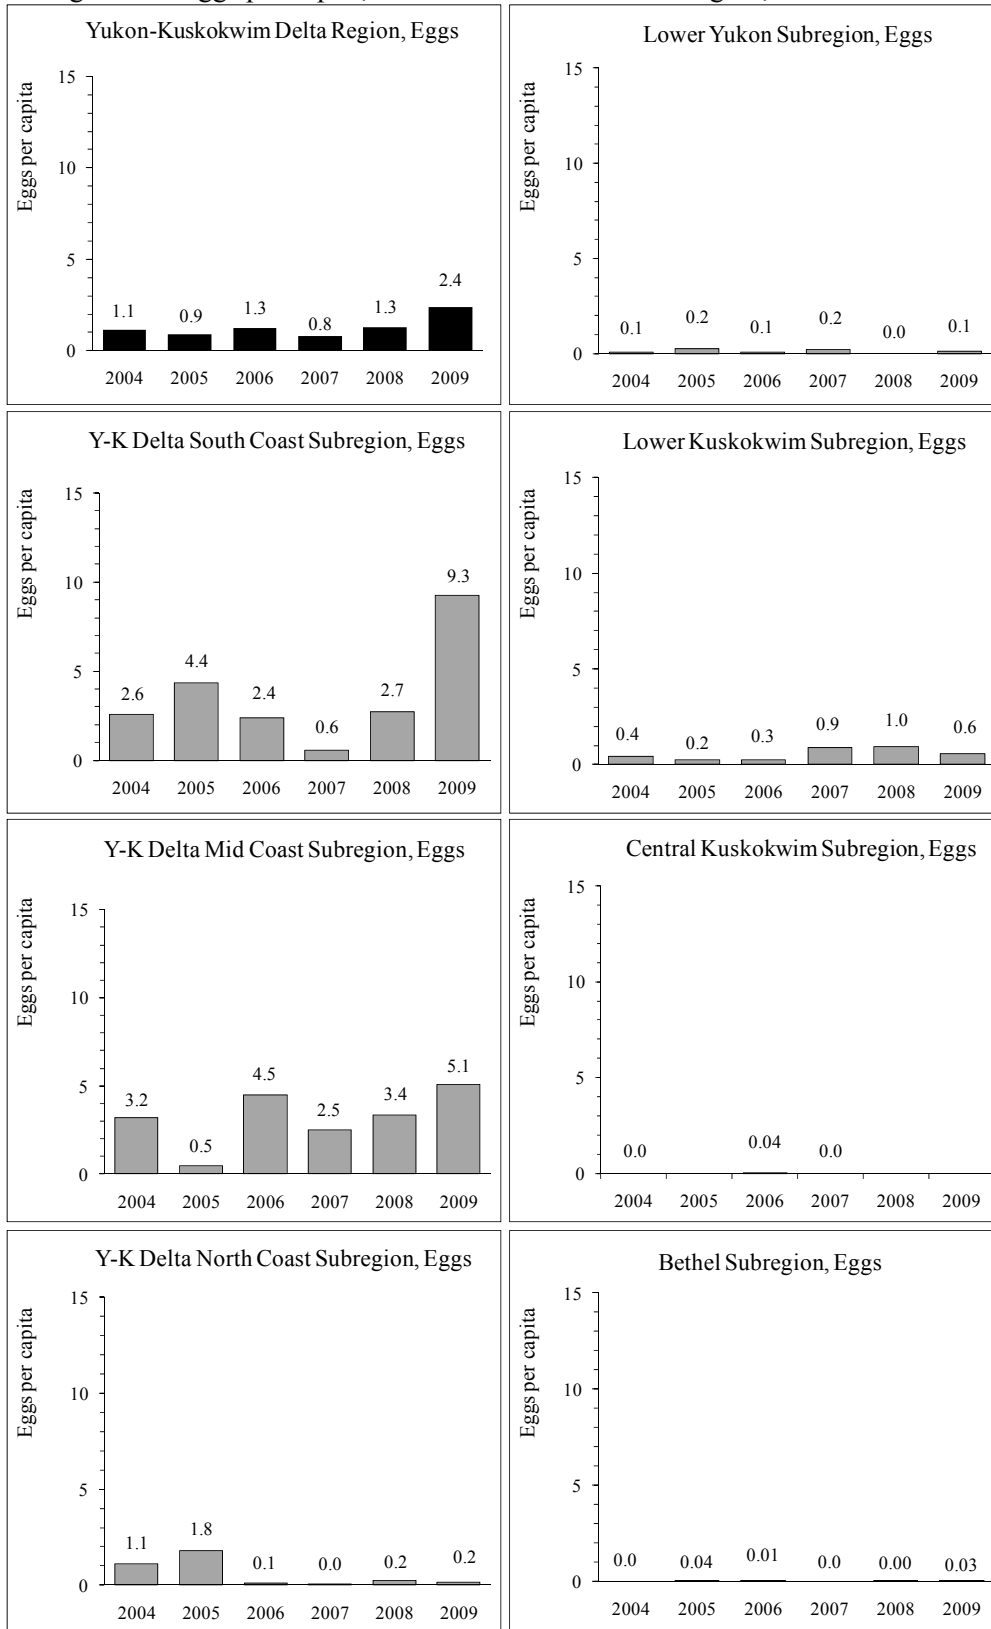 Yukon-Kuskokwim Delta Region, Eggs
Eggs per capita
15
10
5
0
1.1 0.9 1.3 0.8 1.3 2.4
2004 2005 2006 2007 2008 2009
Lower Yukon Subregion, Eggs
Eggs per capita
15
10
5
0
0.1 0.2 0.1 0.2 0.0 0.1
2004 2005 2006 2007 2008 2009
Y-K Delta South Coast Subregion, Eggs
Eggs per capita
15
10
5
0
2.6 4.4 2.4 0.6 2.7 9.3
2004 2005 2006 2007 2008 2009
Lower Kuskokwim Subregion, Eggs
Eggs per capita
15
10
5
0
0.4 0.2 0.3 0.9 1.0 0.6
2004 2005 2006 2007 2008 2009
Y-K Delta Mid Coast Subregion, Eggs
Eggs per capita
15
10
5
0
3.2 0.5 4.5 2.5 3.4 5.1
2004 2005 2006 2007 2008 2009
Central Kuskokwim Subregion, Eggs
Eggs per capita
15
10
5
0
0.0 0.04 0.0
2004 2005 2006 2007 2008 2009
Y-K Delta North Coast Subregion, Eggs
Eggs per capita
15
10
5
0
1.1 1.8 0.1 0.0 0.2 0.2
2004 2005 2006 2007 2008 2009
Bethel Subregion, Eggs
Eggs per capita
15
10
5
0
0.0 0.04 0.01 0.0 0.00 0.03
2004 2005 2006 2007 2008 2009